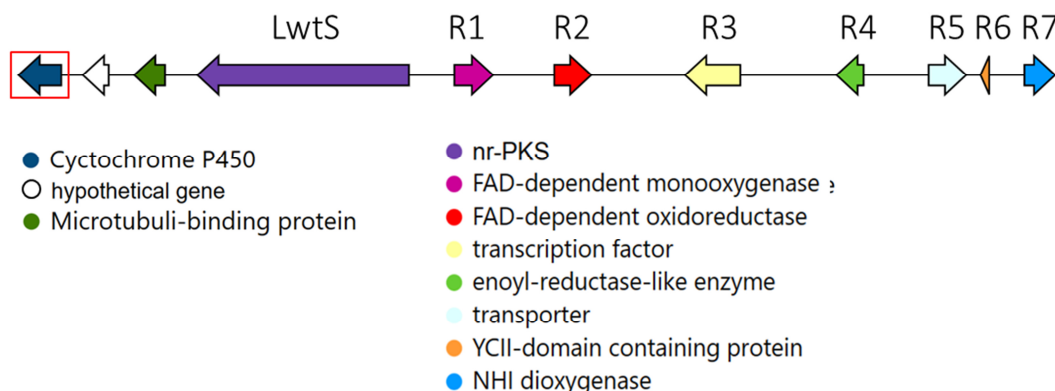 LwtS R1 R2 R3 R4 R5 R6 R7
Cyctochrome P450
hypothetical gene
Microtubuli-binding protein
nr-PKS
FAD-dependent monooxygenase e
FAD-dependent oxidoreductase
transcription factor
enoyl-reductase-like enzyme
transporter
YCII-domain containing protein
NHI dioxygenase